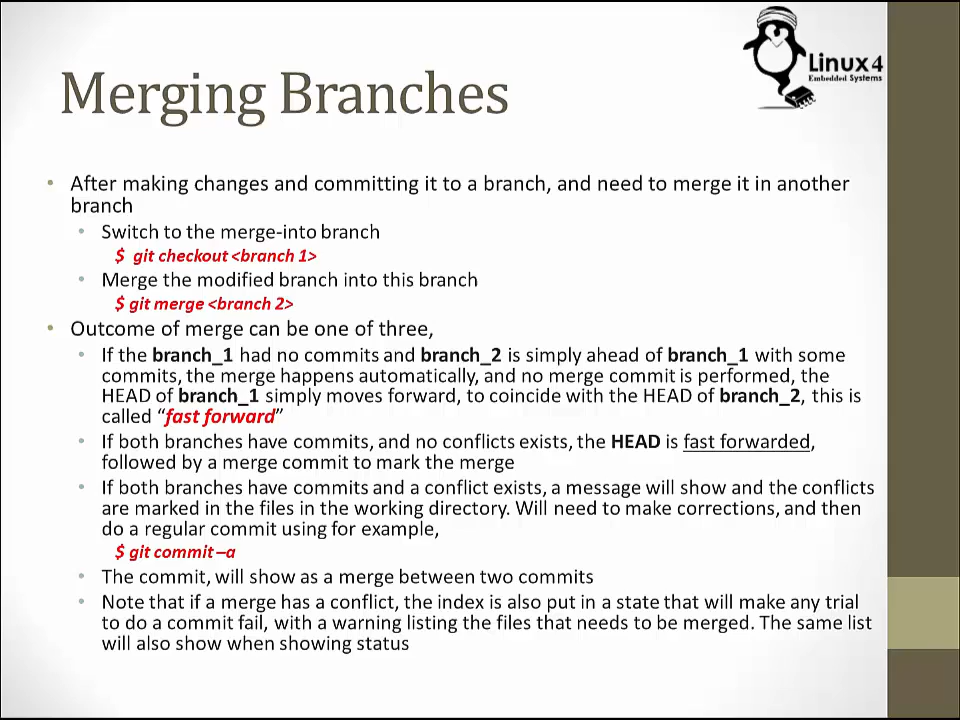 Linux4
Embedded Systems
Merging Branches
• After making changes and committing it to a branch, and need to merge it in another
branch
• Switch to the merge-into branch
$ git checkout <branch 1>
• Merge the modified branch into this branch
$ git merge <branch 2>
• Outcome of merge can be one of three,
• If the branch_1 had no commits and branch_2 is simply ahead of branch_1 with some
commits, the merge happens automatically, and no merge commit is performed, the
HEAD of branch_1 simply moves forward, to coincide with the HEAD of branch_2, this is
called “fast forward”
• If both branches have commits, and no conflicts exists, the HEAD is fast forwarded,
followed by a merge commit to mark the merge
• If both branches have commits and a conflict exists, a message will show and the conflicts
are marked in the files in the working directory. Will need to make corrections, and then
do a regular commit using for example,
$ git commit –a
• The commit, will show as a merge between two commits
• Note that if a merge has a conflict, the index is also put in a state that will make any trial
to do a commit fail, with a warning listing the files that needs to be merged. The same list
will also show when showing status